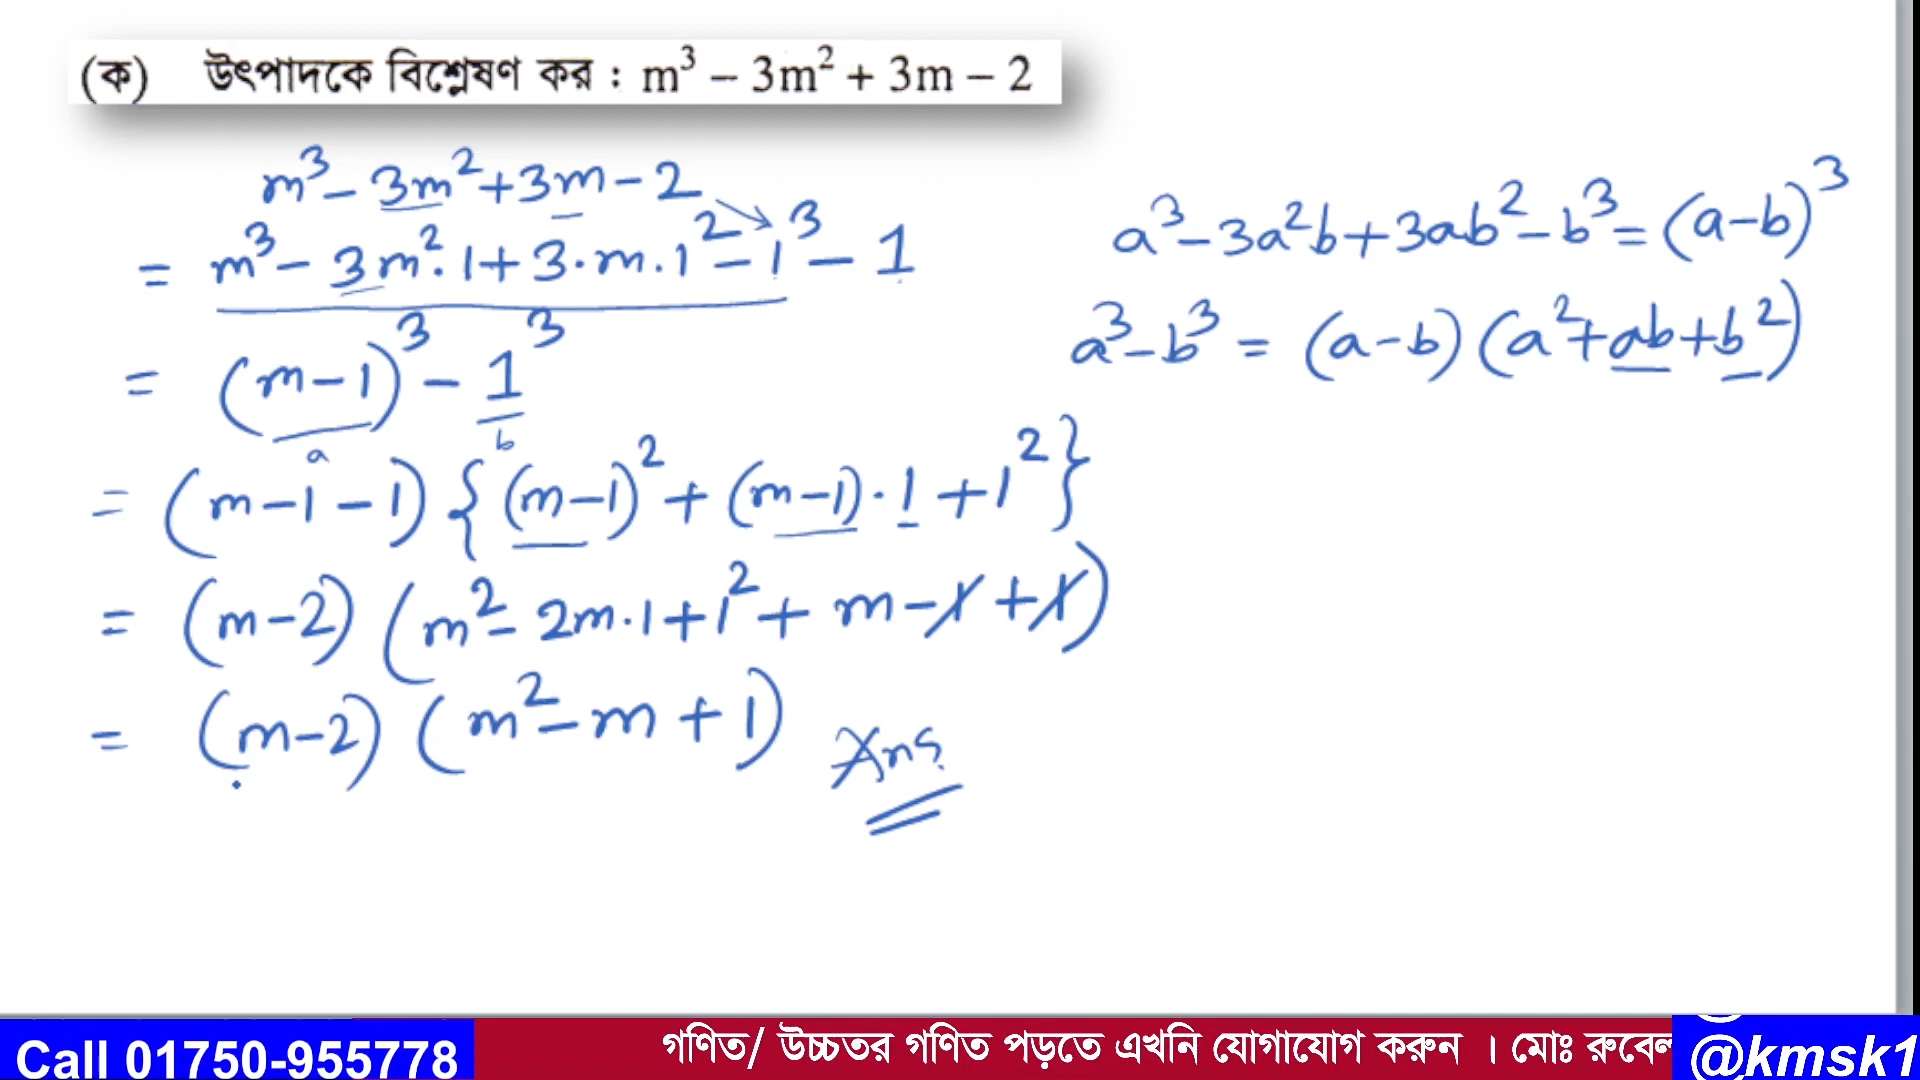 (ক) উৎপাদকে বিশ্লেষণ কর : m³ – 3m² + 3m – 2
m³ – 3m² + 3m – 2
= m³ – 3m²·1 + 3·m·1² – 1³ – 1
= (m–1)³ – 1³
a b
= (m–1–1) {(m–1)² + (m–1)·1 + 1²}
= (m–2) (m² – 2m·1 + 1² + m – 1 + 1)
= (m–2) (m² – m + 1) Ans.
a³ – 3a²b + 3ab² – b³ = (a–b)³
a³ – b³ = (a–b) (a² + ab + b²)
Call 01750-955778
গণিত/ উচ্চতর গণিত পড়তে এখনি যোগাযোগ করুন । মোঃ রুবেল
@kmsk1